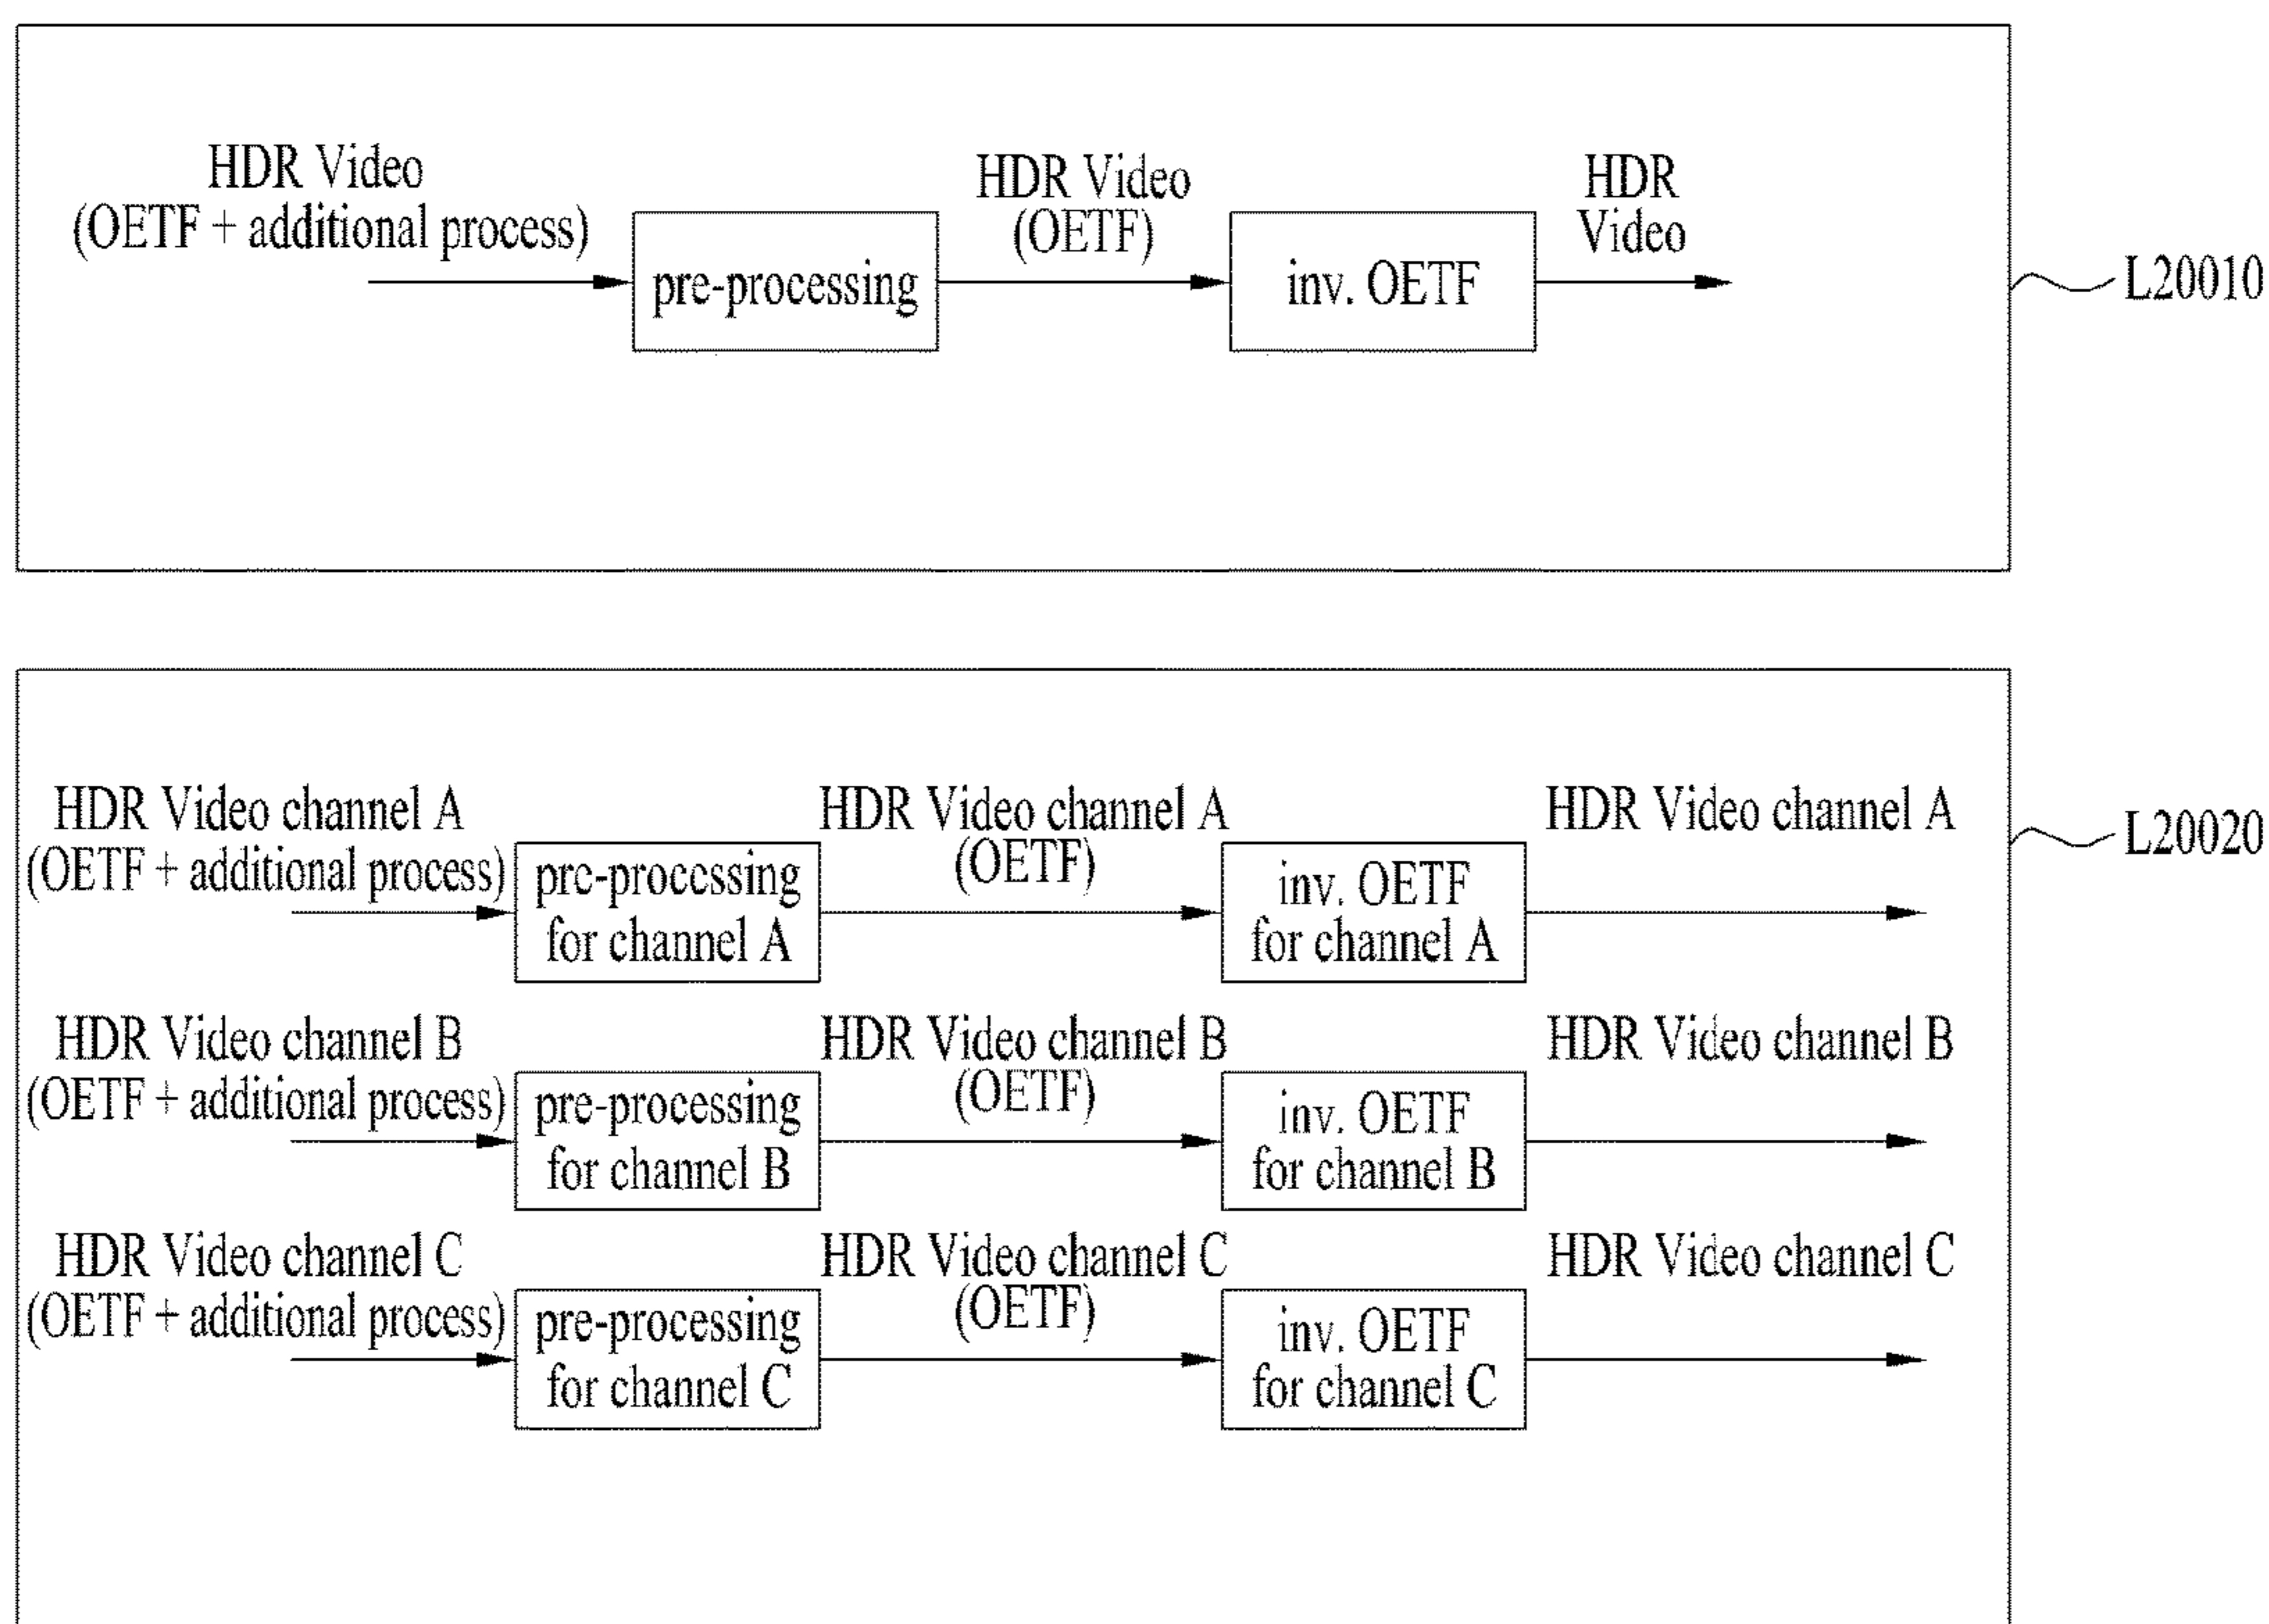 HDR Video
(OETF + additional process)
pre-processing
HDR Video
(OETF)
inv. OETF
HDR
Video
L20010
HDR Video channel A
(OETF + additional process)
pre-processing
for channel A
HDR Video channel A
(OETF)
inv. OETF
for channel A
HDR Video channel A
L20020
HDR Video channel B
(OETF + additional process)
pre-processing
for channel B
HDR Video channel B
(OETF)
inv. OETF
for channel B
HDR Video channel B
HDR Video channel C
(OETF + additional process)
pre-processing
for channel C
HDR Video channel C
(OETF)
inv. OETF
for channel C
HDR Video channel C